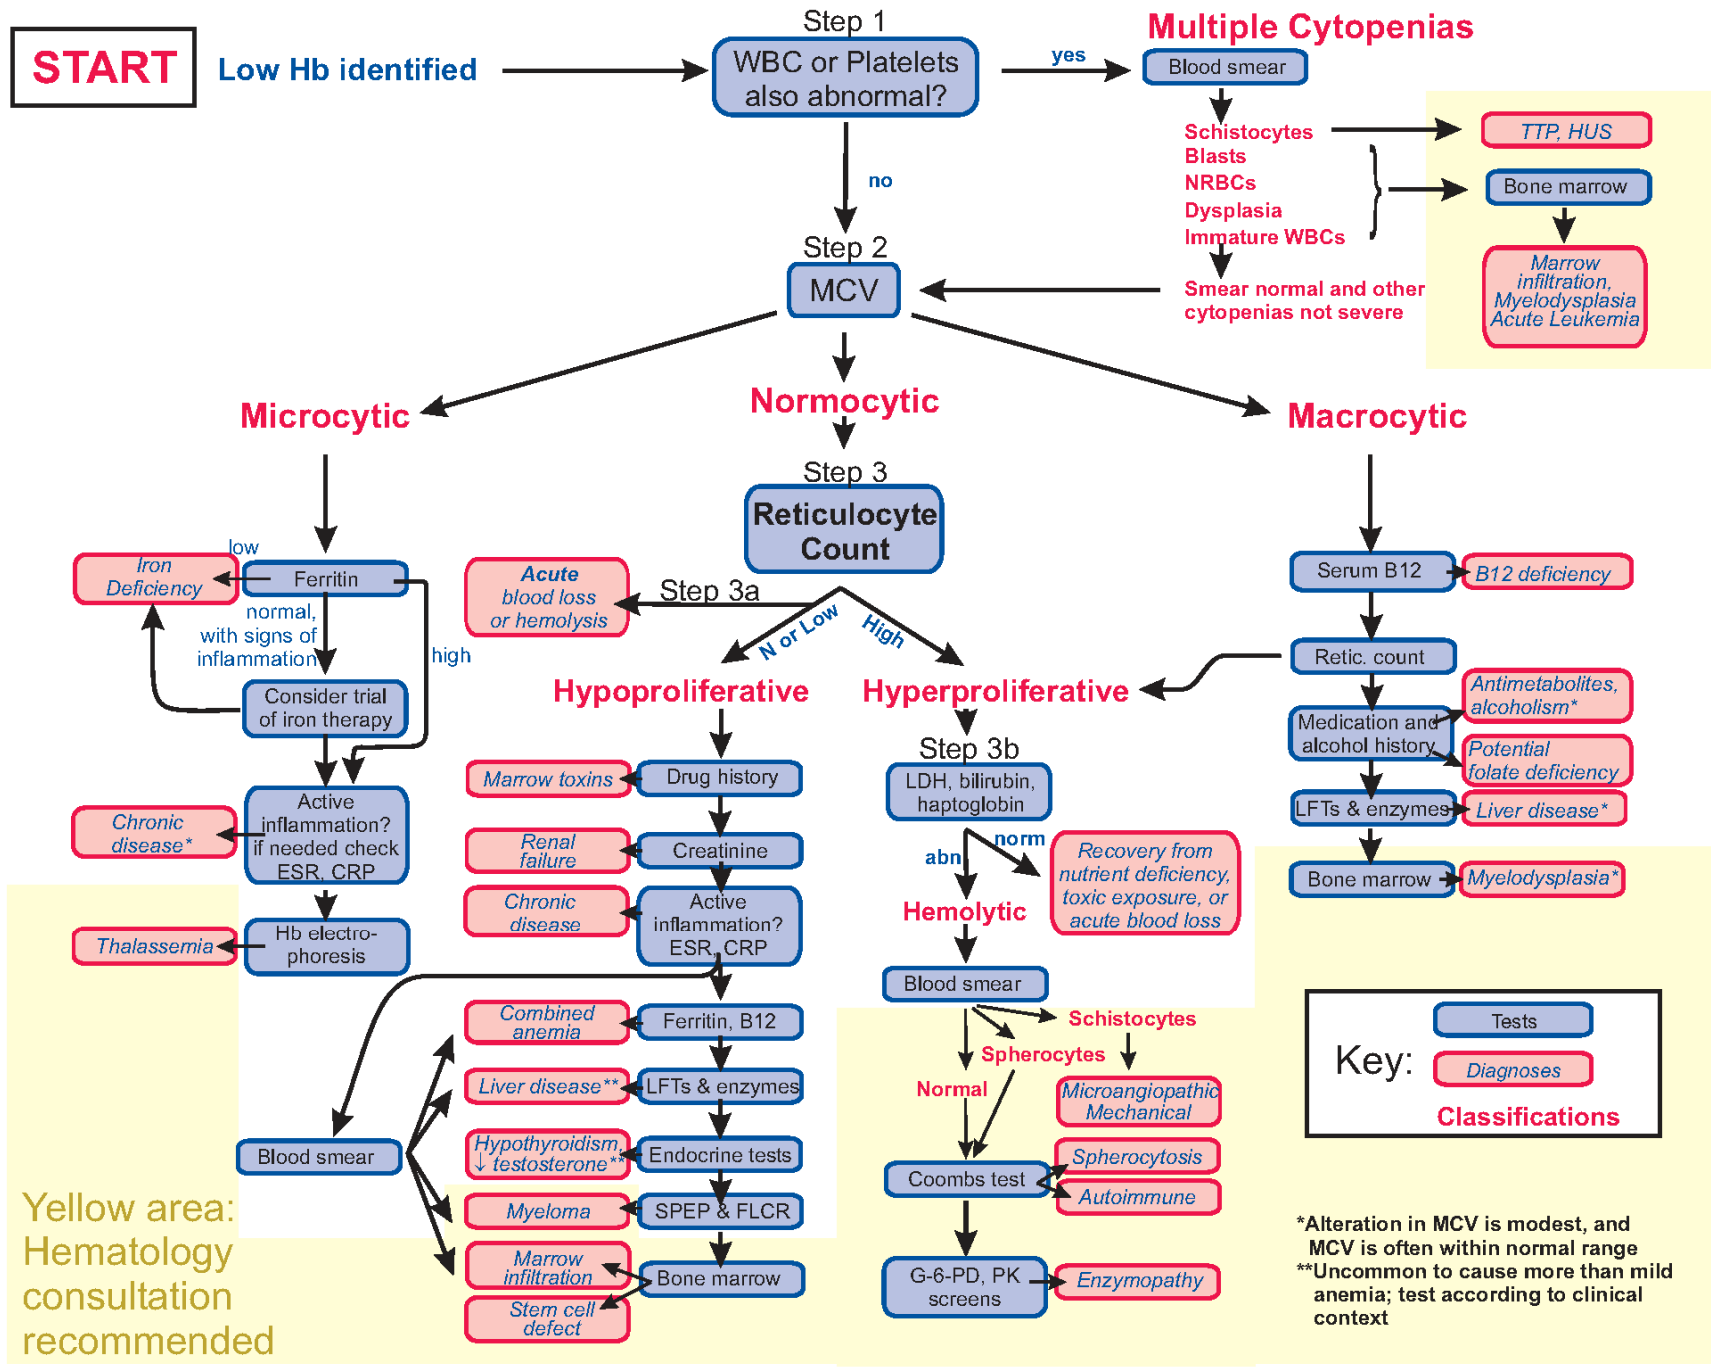 START
Low Hb identified
Step 1
WBC or Platelets
also abnormal?
yes
no
Multiple Cytopenias
Blood smear
Schistocytes
Blasts
NRBCs
Dysplasia
Immature WBCs
Smear normal and other
cytopenias not severe
TTP, HUS
Bone marrow
Marrow
infiltration,
Myelodysplasia
Acute Leukemia
Step 2
MCV
Microcytic
Normocytic
Macrocytic
low
Iron
Deficiency
Ferritin
normal,
with signs of
inflammation
high
Consider trial
of iron therapy
Active
inflammation?
if needed check
ESR, CRP
Chronic
disease*
Hb electro-
phoresis
Thalassemia
Step 3
Reticulocyte
Count
Step 3a
Acute
blood loss
or hemolysis
N or Low
High
Hypoproliferative
Drug history
Marrow toxins
Creatinine
Renal
failure
Active
inflammation?
ESR, CRP
Chronic
disease
Ferritin, B12
Combined
anemia
LFTs & enzymes
Liver disease**
Endocrine tests
Hypothyroidism,
↓ testosterone**
SPEP & FLCR
Myeloma
Bone marrow
Marrow
infiltration
Stem cell
defect
Blood smear
Hyperproliferative
Step 3b
LDH, bilirubin,
haptoglobin
abn
norm
Recovery from
nutrient deficiency,
toxic exposure, or
acute blood loss
Hemolytic
Blood smear
Schistocytes
Spherocytes
Normal
Microangiopathic
Mechanical
Coombs test
Spherocytosis
Autoimmune
G-6-PD, PK
screens
Enzymopathy
Serum B12
B12 deficiency
Retic. count
Medication and
alcohol history
Antimetabolites,
alcoholism*
Potential
folate deficiency
LFTs & enzymes
Liver disease*
Bone marrow
Myelodysplasia*
Key:
Tests
Diagnoses
Classifications
*Alteration in MCV is modest, and
MCV is often within normal range
**Uncommon to cause more than mild
anemia; test according to clinical
context
Yellow area:
Hematology
consultation
recommended